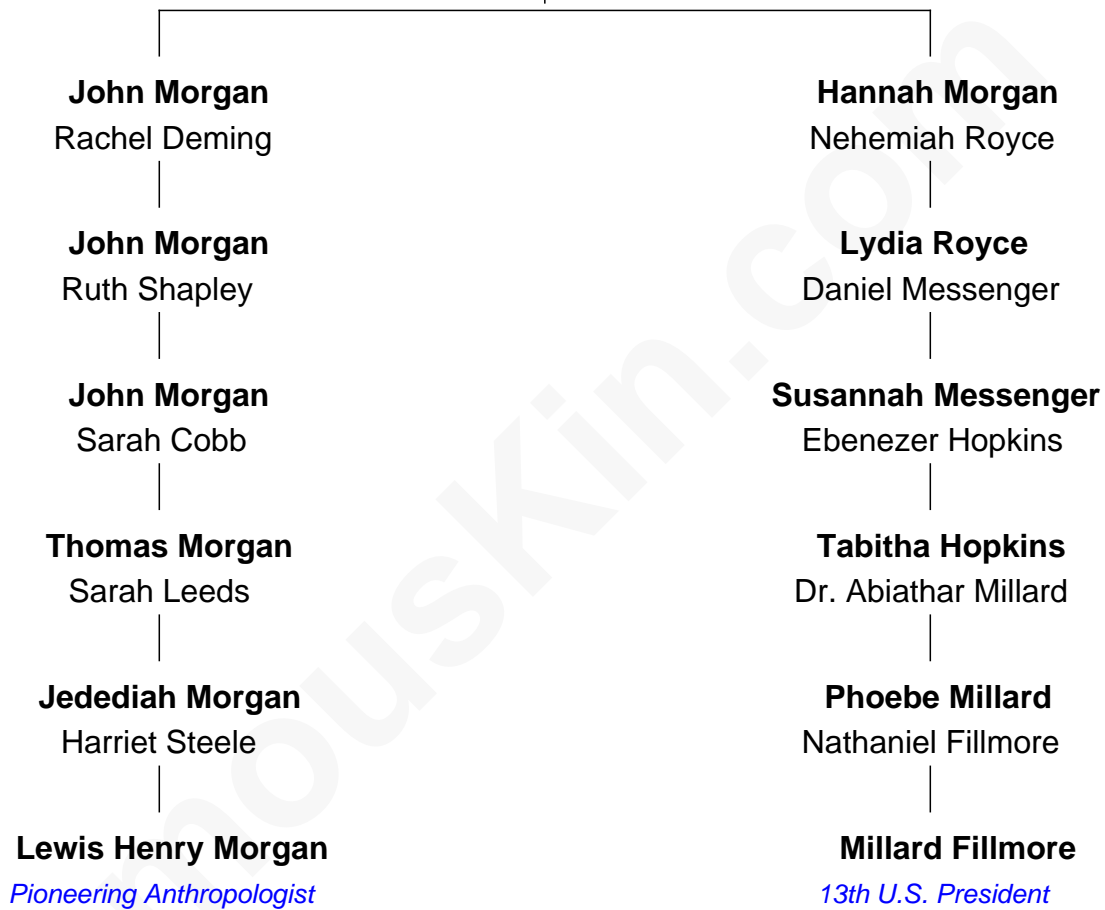 John Morgan
Rachel Deming
Hannah Morgan
Nehemiah Royce
John Morgan
Ruth Shapley
Lydia Royce
Daniel Messenger
John Morgan
Sarah Cobb
Susannah Messenger
Ebenezer Hopkins
Thomas Morgan
Sarah Leeds
Tabitha Hopkins
Dr. Abiathar Millard
Jedediah Morgan
Harriet Steele
Phoebe Millard
Nathaniel Fillmore
Lewis Henry Morgan
Pioneering Anthropologist
Millard Fillmore
13th U.S. President
mousKin.com